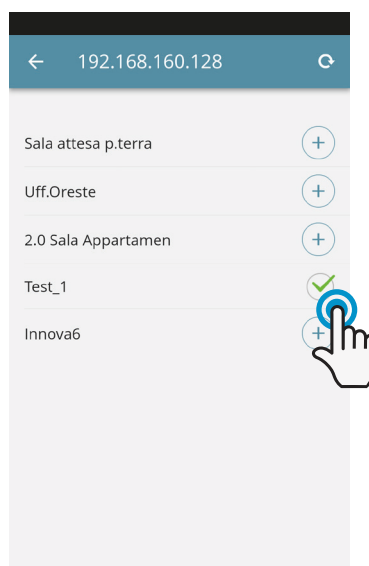 192.168.160.128
Sala attesa p.terra
Uff.Oreste
2.0 Sala Appartamen
Test_1
Innova6